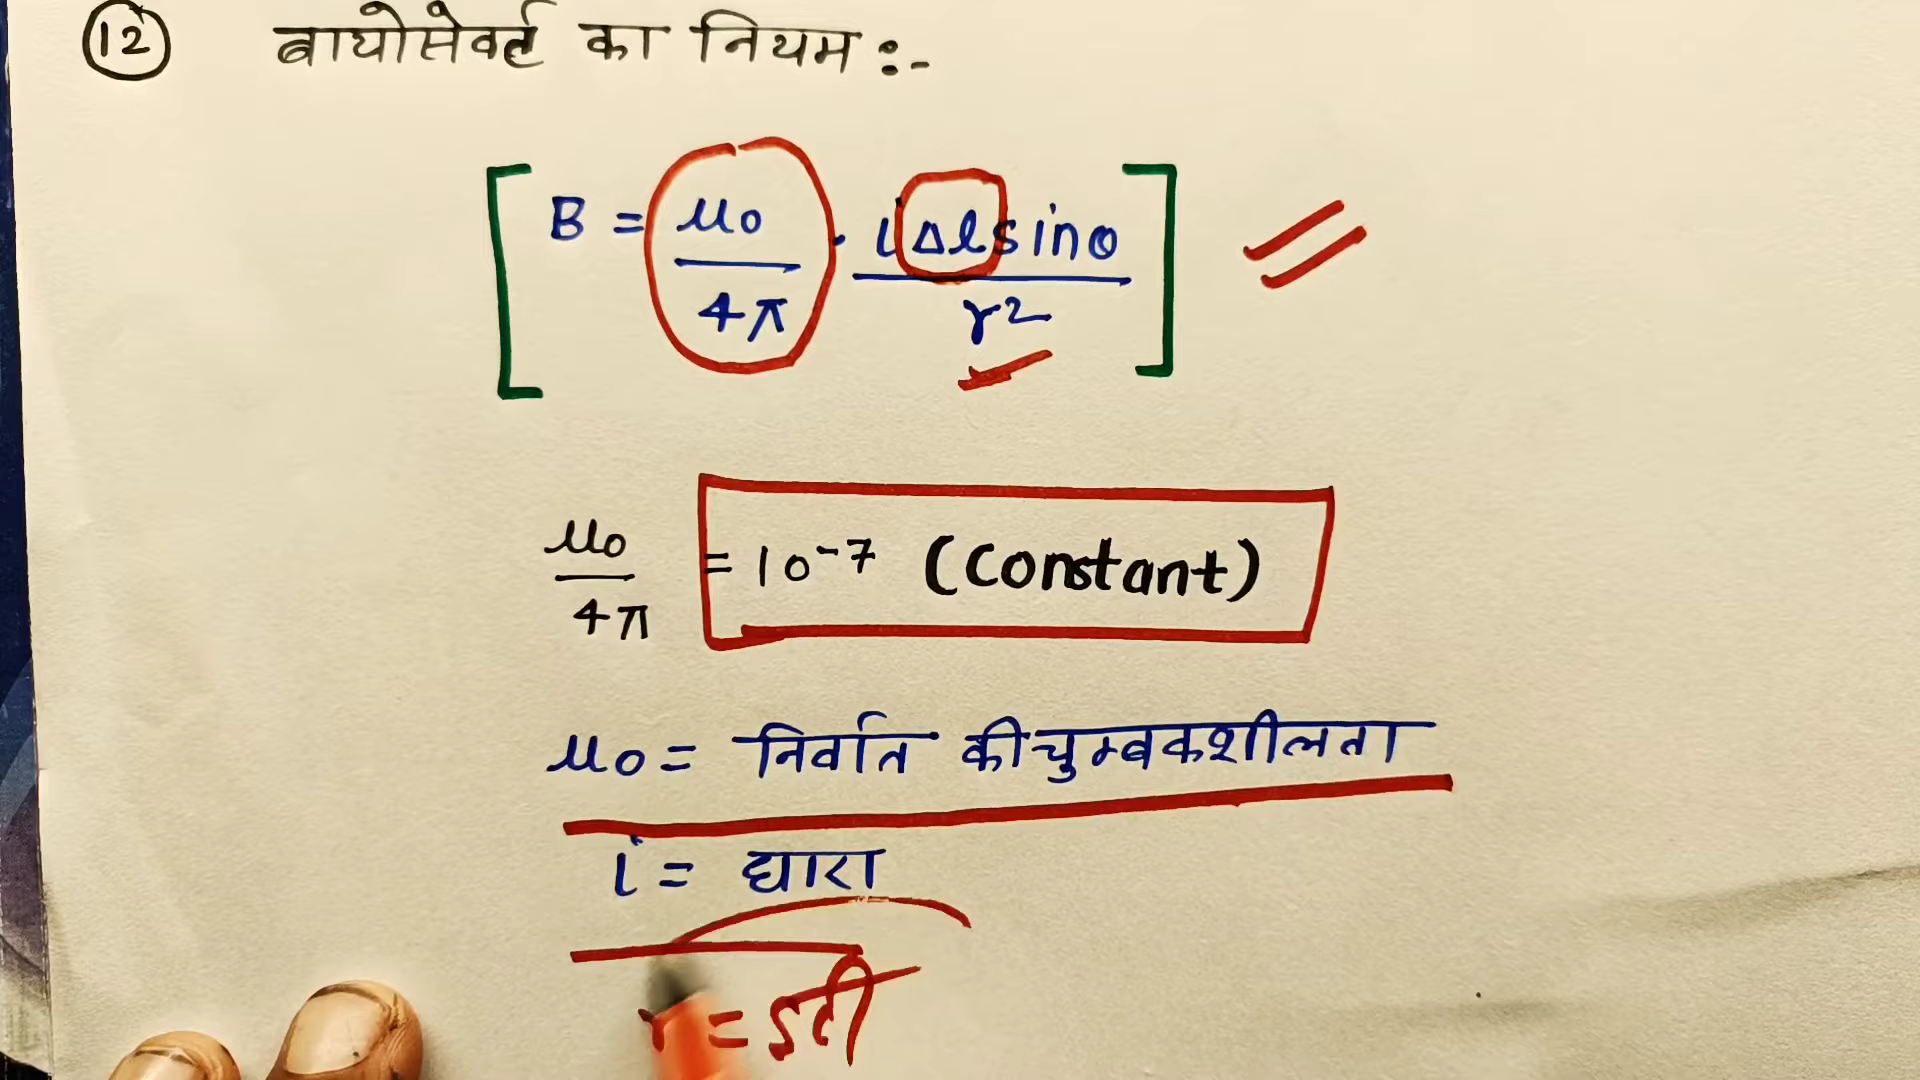 12 बायोसेवर्ट का नियम :-
[ B = μ0/4π . iΔl sinθ/r2 ]
μ0/4π = 10-7 (Constant)
μ0 = निर्वात की चुम्बकशीलता
i = धारा
r =